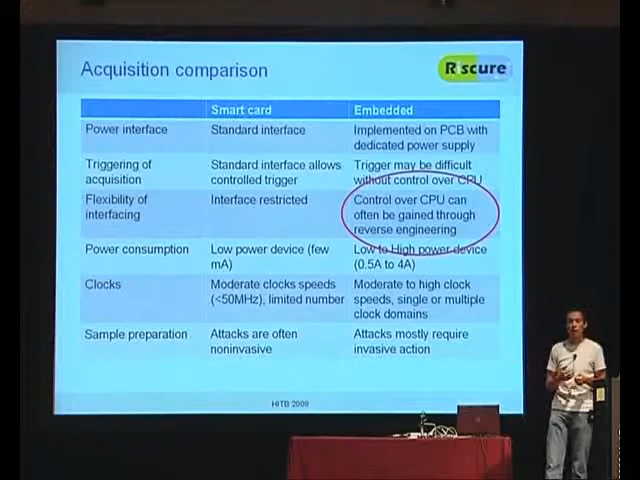 Acquisition comparison
Riscure
Smart card Embedded
Power interface Standard interface Implemented on PCB with
dedicated power supply
Triggering of Standard interface allows Trigger may be difficult
acquisition controlled trigger without control over CPU
Flexibility of Interface restricted Control over CPU can
interfacing often be gained through
reverse engineering
Power consumption Low power device (few Low to High power device
mA) (0.5A to 4A)
Clocks Moderate clocks speeds Moderate to high clock
(<50MHz), limited number speeds, single or multiple
clock domains
Sample preparation Attacks are often Attacks mostly require
noninvasive invasive action
HITB 2009